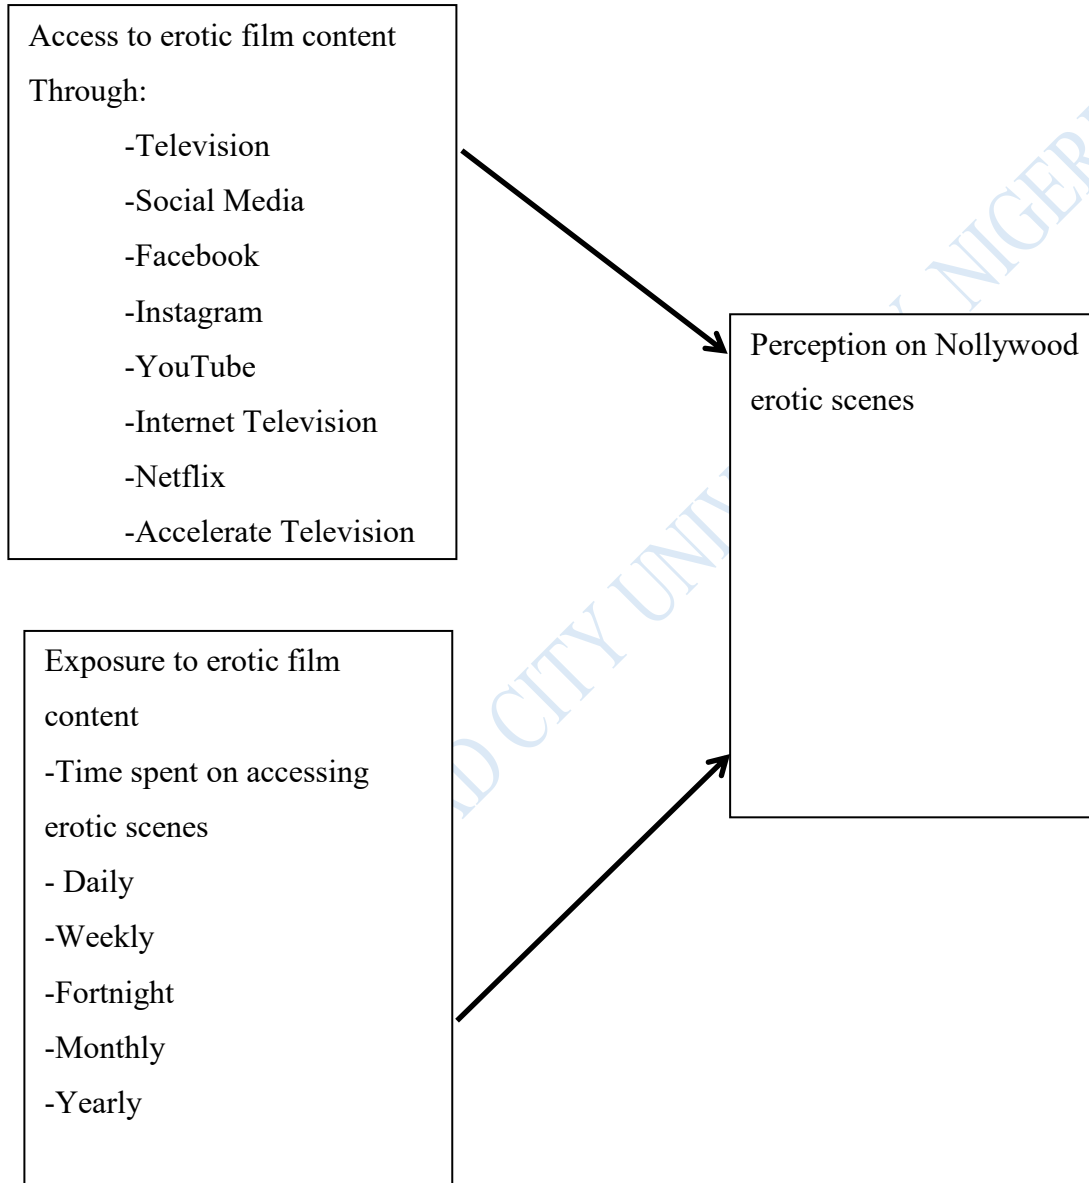 Access to erotic film content
Through:
-Television
-Social Media
-Facebook
-Instagram
-YouTube
-Internet Television
-Netflix
-Accelerate Television
Perception on Nollywood
erotic scenes
Exposure to erotic film
content
-Time spent on accessing
erotic scenes
- Daily
-Weekly
-Fortnight
-Monthly
-Yearly
CITY